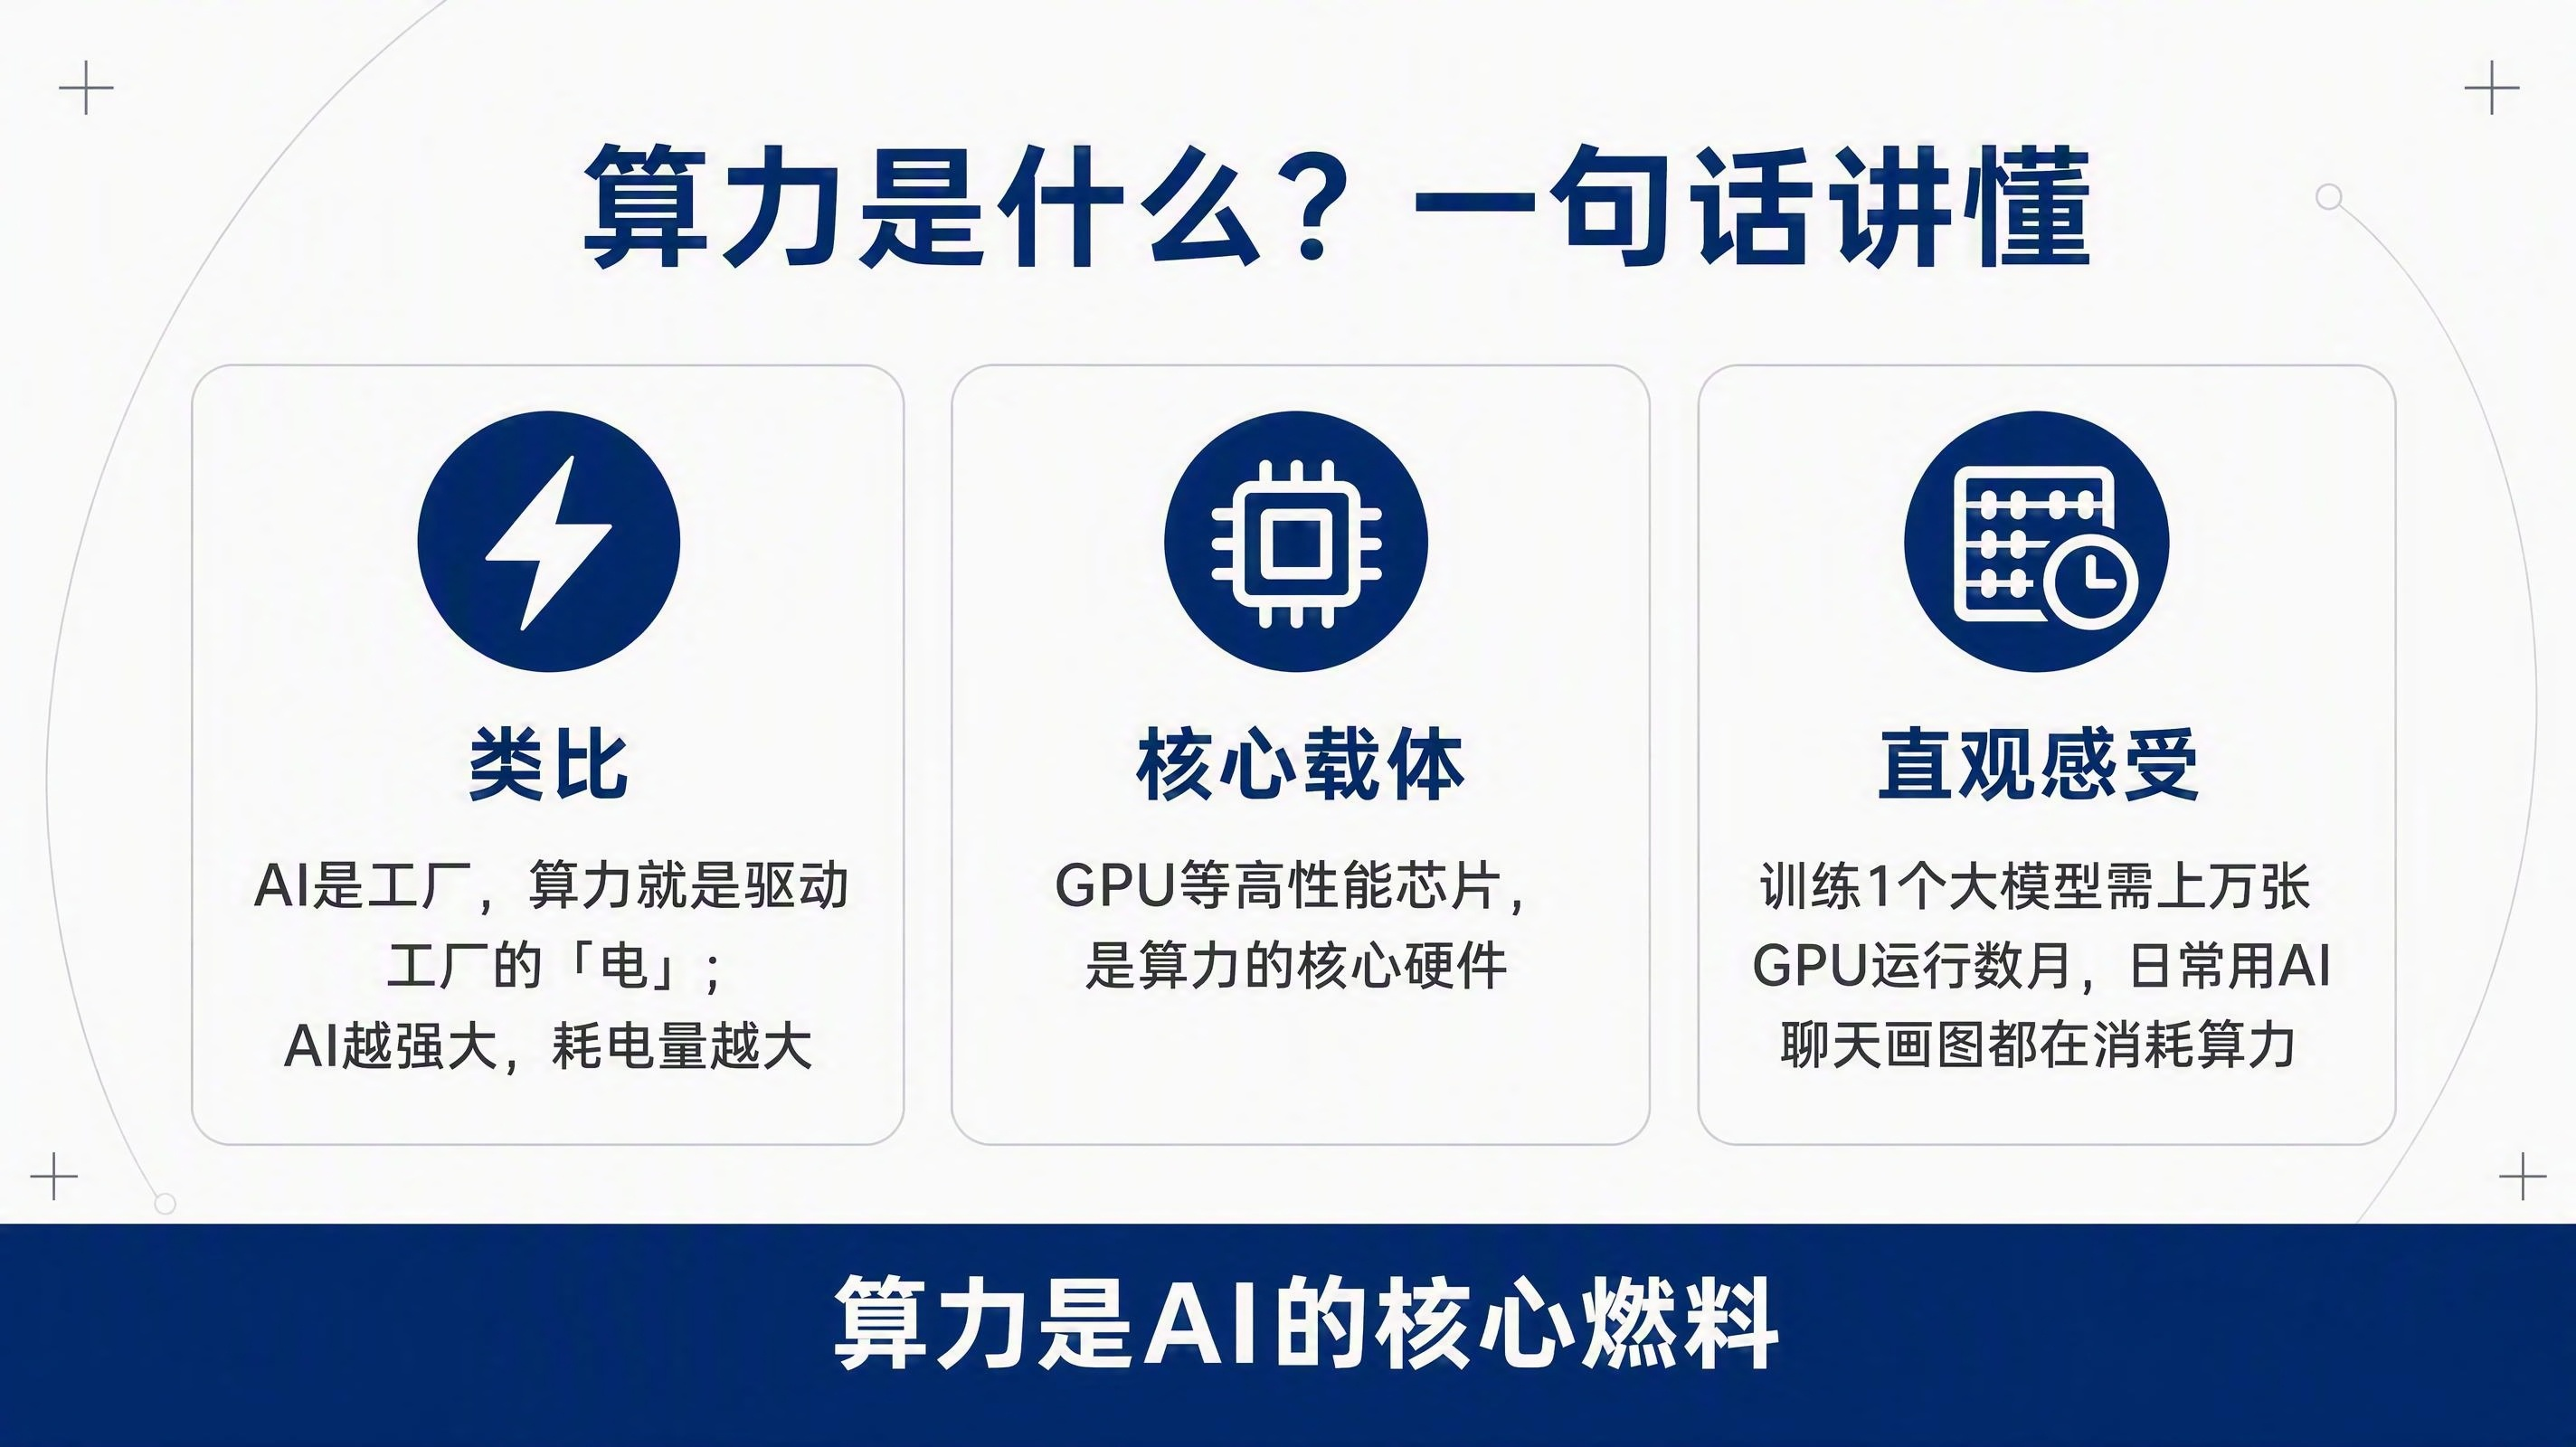 算力是什么？一句话讲懂
类比
AI是工厂，算力就是驱动
工厂的「电」；
AI越强大，耗电量越大
核心载体
GPU等高性能芯片，
是算力的核心硬件
直观感受
训练1个大模型需上万张
GPU运行数月，日常用AI
聊天画图都在消耗算力
算力是AI的核心燃料